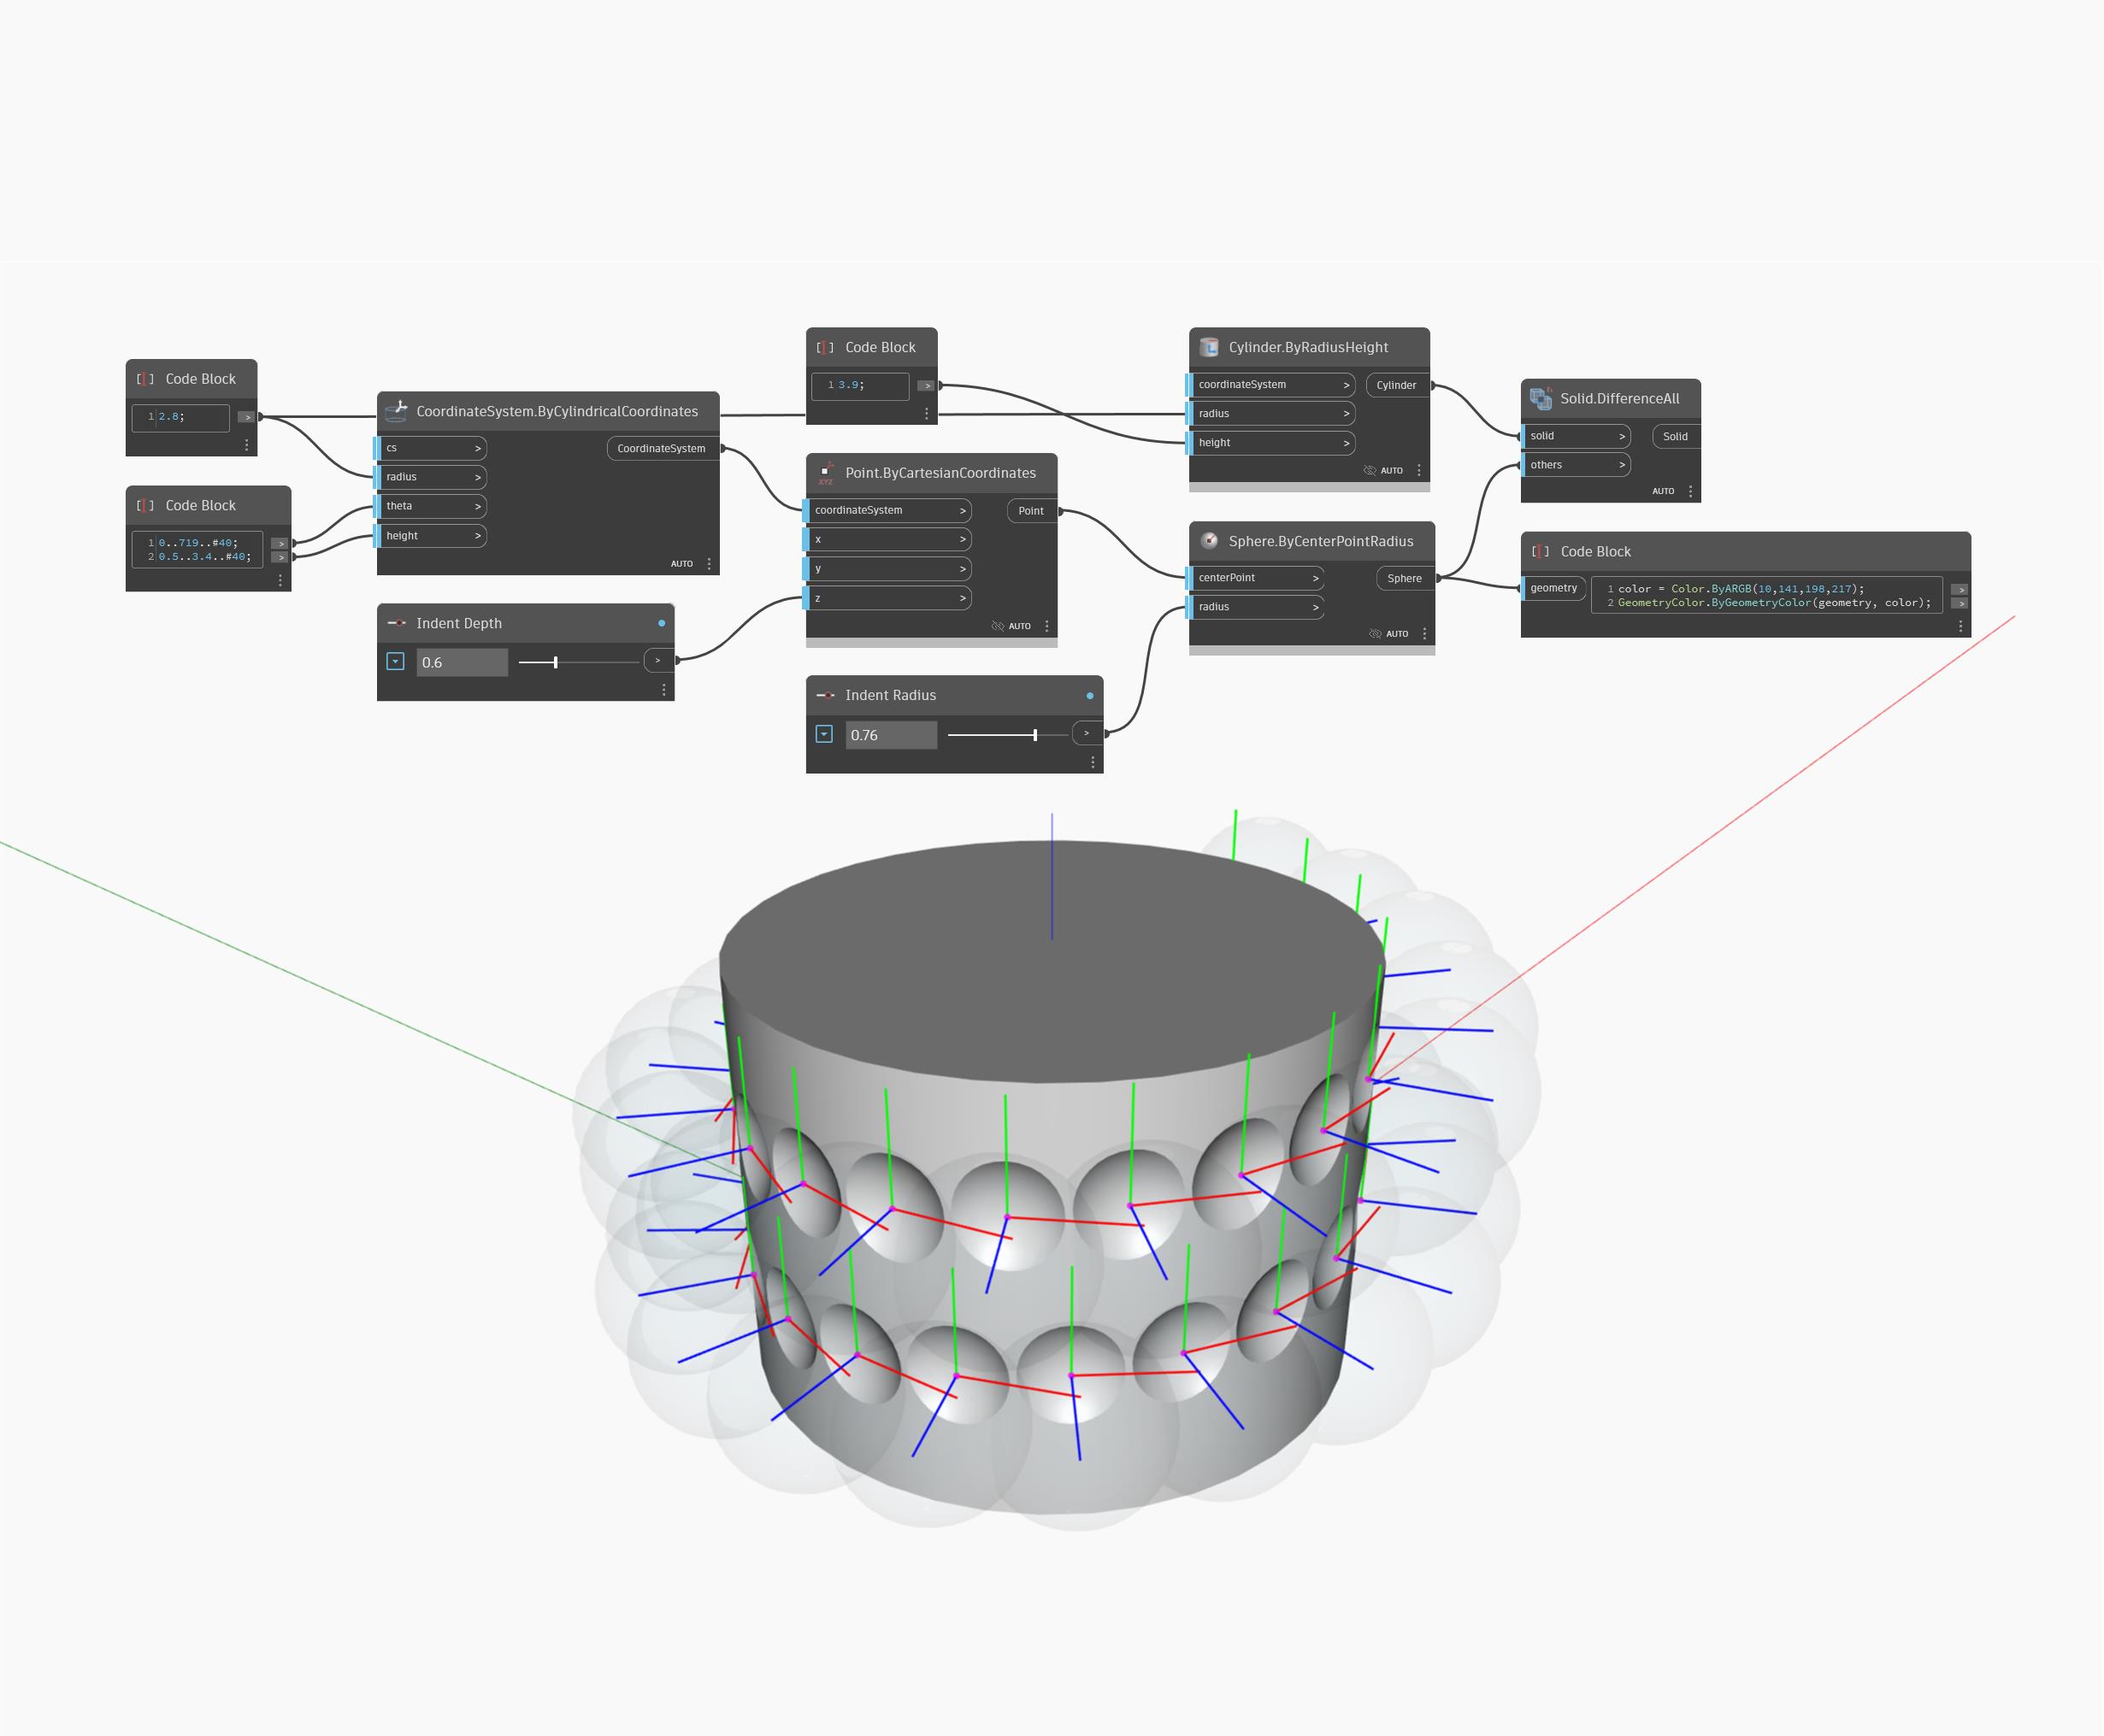 Code Block
1 2.8; >
Code Block
1 0..719..#40; >
2 0.5..3.4..#40; >
CoordinateSystem.ByCylindricalCoordinates
cs > CoordinateSystem
radius >
theta >
height >
AUTO
Indent Depth
0.6 >
Code Block
1 3.9; >
XYZ
Point.ByCartesianCoordinates
coordinateSystem > Point
x >
y >
z >
AUTO
Indent Radius
0.76 >
Cylinder.ByRadiusHeight
coordinateSystem > Cylinder
radius >
height >
AUTO
Sphere.ByCenterPointRadius
centerPoint > Sphere
radius >
AUTO
Solid.DifferenceAll
solid > Solid
others >
AUTO
Code Block
geometry 1 color = Color.ByARGB(10,141,198,217); >
2 GeometryColor.ByGeometryColor(geometry, color); >